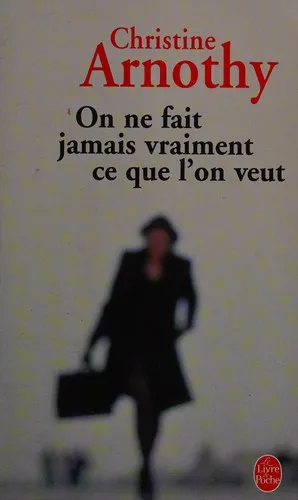 Christine
Arnothy
On ne fait
jamais vraiment
ce que l'on veut
Le
Livre
de
Poche